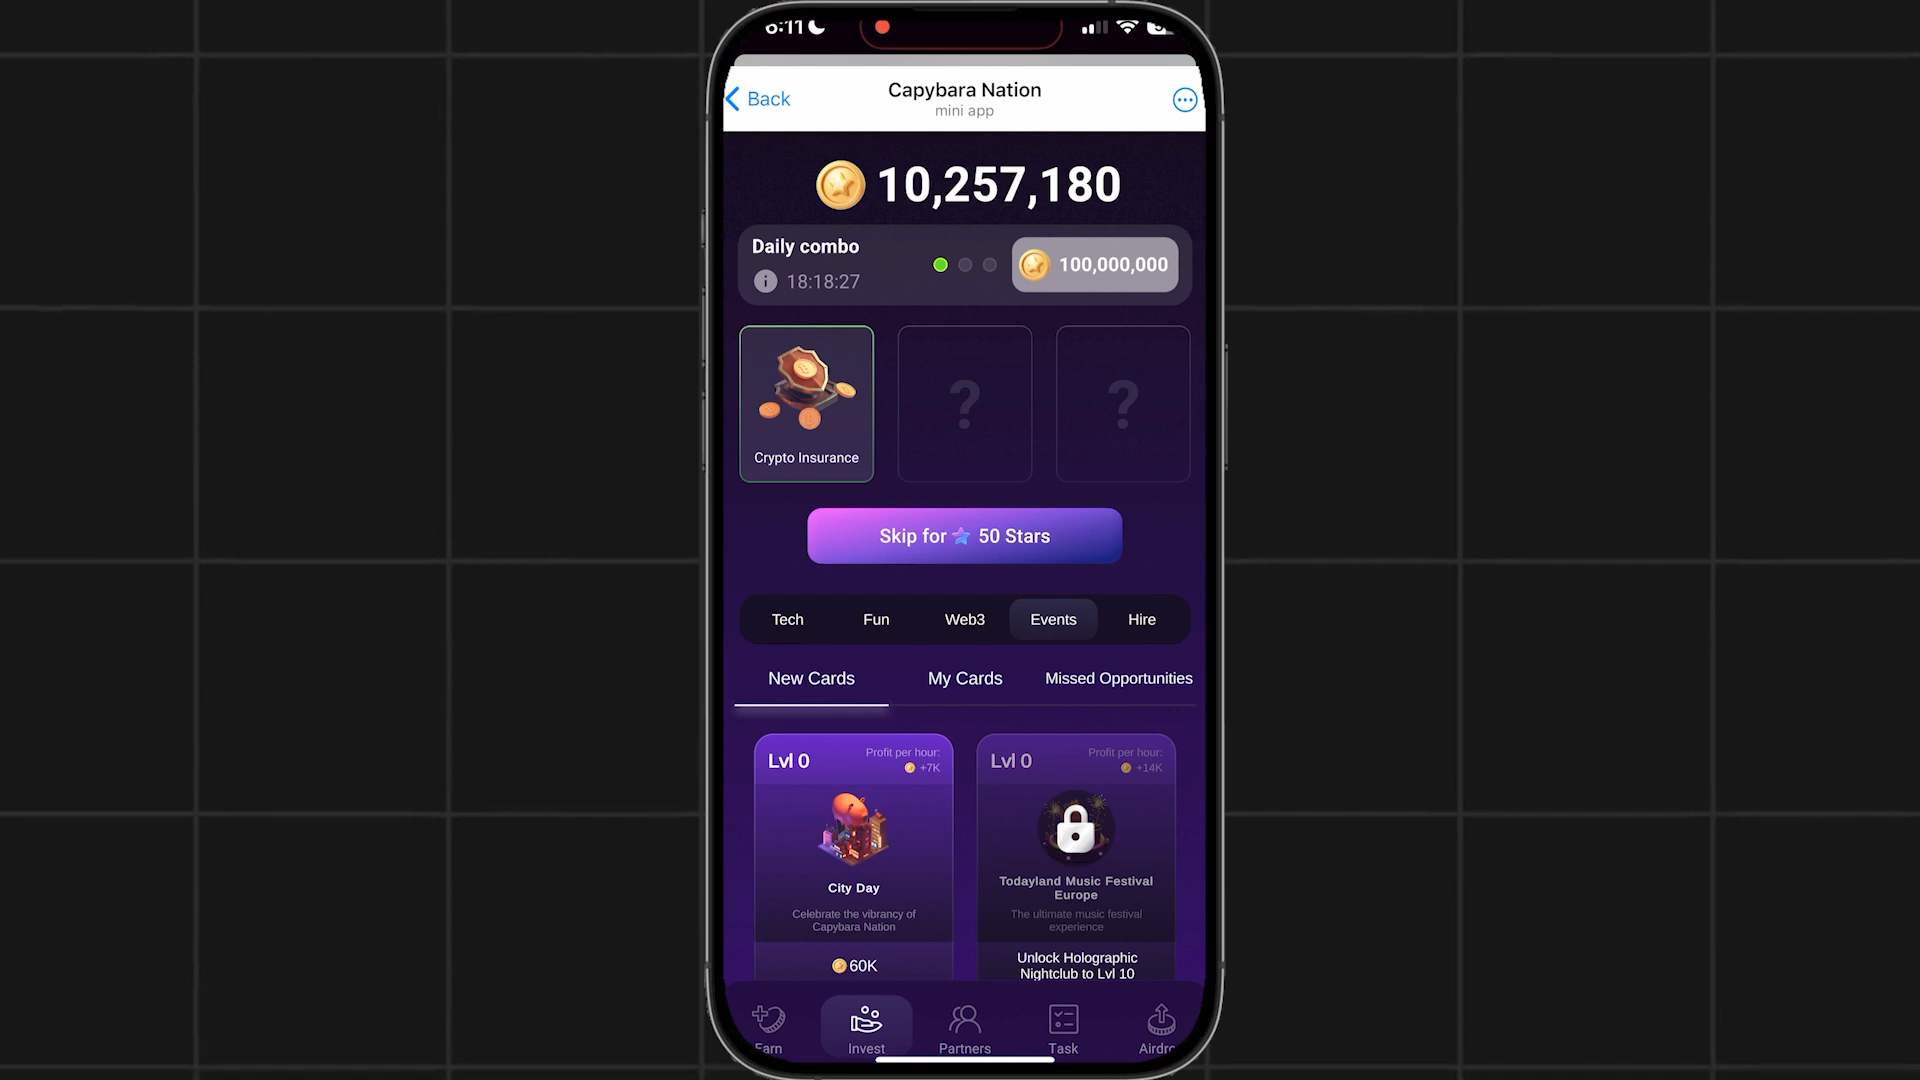 6:11
Back
Capybara Nation
mini app
10,257,180
Daily combo
18:18:27
100,000,000
Crypto Insurance
?
?
Skip for 50 Stars
Tech Fun Web3 Events Hire
New Cards My Cards Missed Opportunities
Lvl 0
Profit per hour:
+7K
City Day
Celebrate the vibrancy of
Capybara Nation
60K
Lvl 0
Profit per hour:
+14K
Todayland Music Festival
Europe
The ultimate music festival
experience
Unlock Holographic
Nightclub to Lvl 10
Earn Invest Partners Task